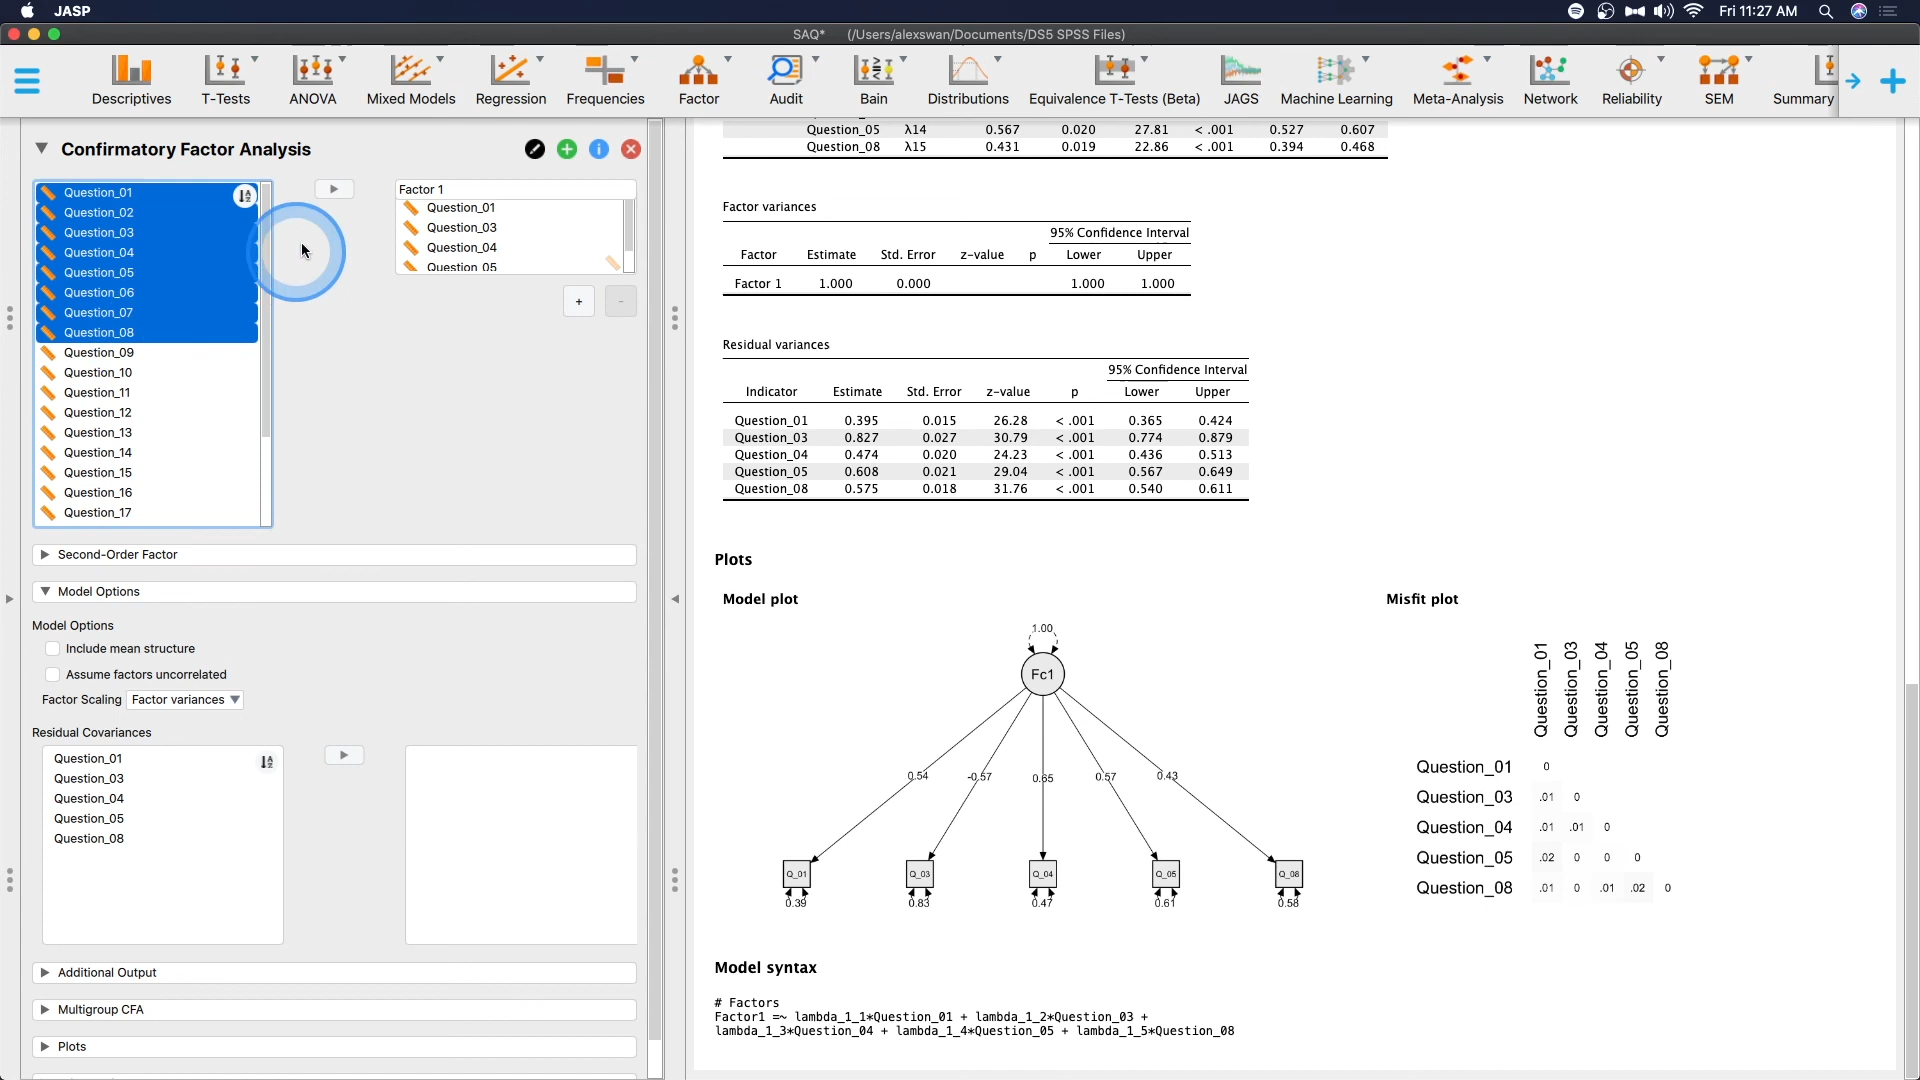 JASP
Fri 11:27 AM
SAQ* (/Users/alexswan/Documents/DS5 SPSS Files)
Descriptives T-Tests ANOVA Mixed Models Regression Frequencies Factor Audit Bain Distributions Equivalence T-Tests (Beta) JAGS Machine Learning Meta-Analysis Network Reliability SEM Summary
Confirmatory Factor Analysis
Question_01
Question_02
Question_03
Question_04
Question_05
Question_06
Question_07
Question_08
Question_09
Question_10
Question_11
Question_12
Question_13
Question_14
Question_15
Question_16
Question_17
Factor 1
Question_01
Question_03
Question_04
Question_05
+ -
Second-Order Factor
Model Options
Model Options
Include mean structure
Assume factors uncorrelated
Factor Scaling Factor variances
Residual Covariances
Question_01
Question_03
Question_04
Question_05
Question_08
Additional Output
Multigroup CFA
Plots
Question_05 λ14 0.567 0.020 27.81 < .001 0.527 0.607
Question_08 λ15 0.431 0.019 22.86 < .001 0.394 0.468
Factor variances
95% Confidence Interval
Factor Estimate Std. Error z-value p Lower Upper
Factor 1 1.000 0.000 1.000 1.000
Residual variances
95% Confidence Interval
Indicator Estimate Std. Error z-value p Lower Upper
Question_01 0.395 0.015 26.28 < .001 0.365 0.424
Question_03 0.827 0.027 30.79 < .001 0.774 0.879
Question_04 0.474 0.020 24.23 < .001 0.436 0.513
Question_05 0.608 0.021 29.04 < .001 0.567 0.649
Question_08 0.575 0.018 31.76 < .001 0.540 0.611
Plots
Model plot
1.00
Fc1
0.54 -0.57 0.65 0.57 0.43
Q_01 Q_03 Q_04 Q_05 Q_08
0.39 0.83 0.47 0.61 0.58
Misfit plot
Question_01 Question_03 Question_04 Question_05 Question_08
Question_01 0
Question_03 .01 0
Question_04 .01 .01 0
Question_05 .02 0 0 0
Question_08 .01 0 .01 .02 0
Model syntax
# Factors
Factor1 =~ lambda_1_1*Question_01 + lambda_1_2*Question_03 +
lambda_1_3*Question_04 + lambda_1_4*Question_05 + lambda_1_5*Question_08